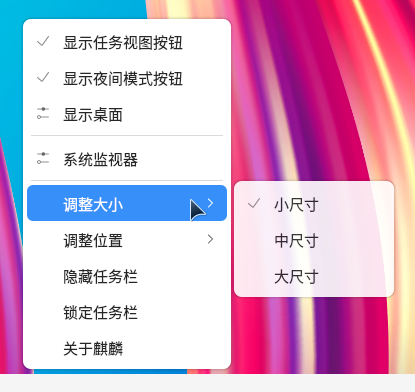 显示任务视图按钮
显示夜间模式按钮
显示桌面
系统监视器
调整大小
调整位置
隐藏任务栏
锁定任务栏
关于麒麟
小尺寸
中尺寸
大尺寸